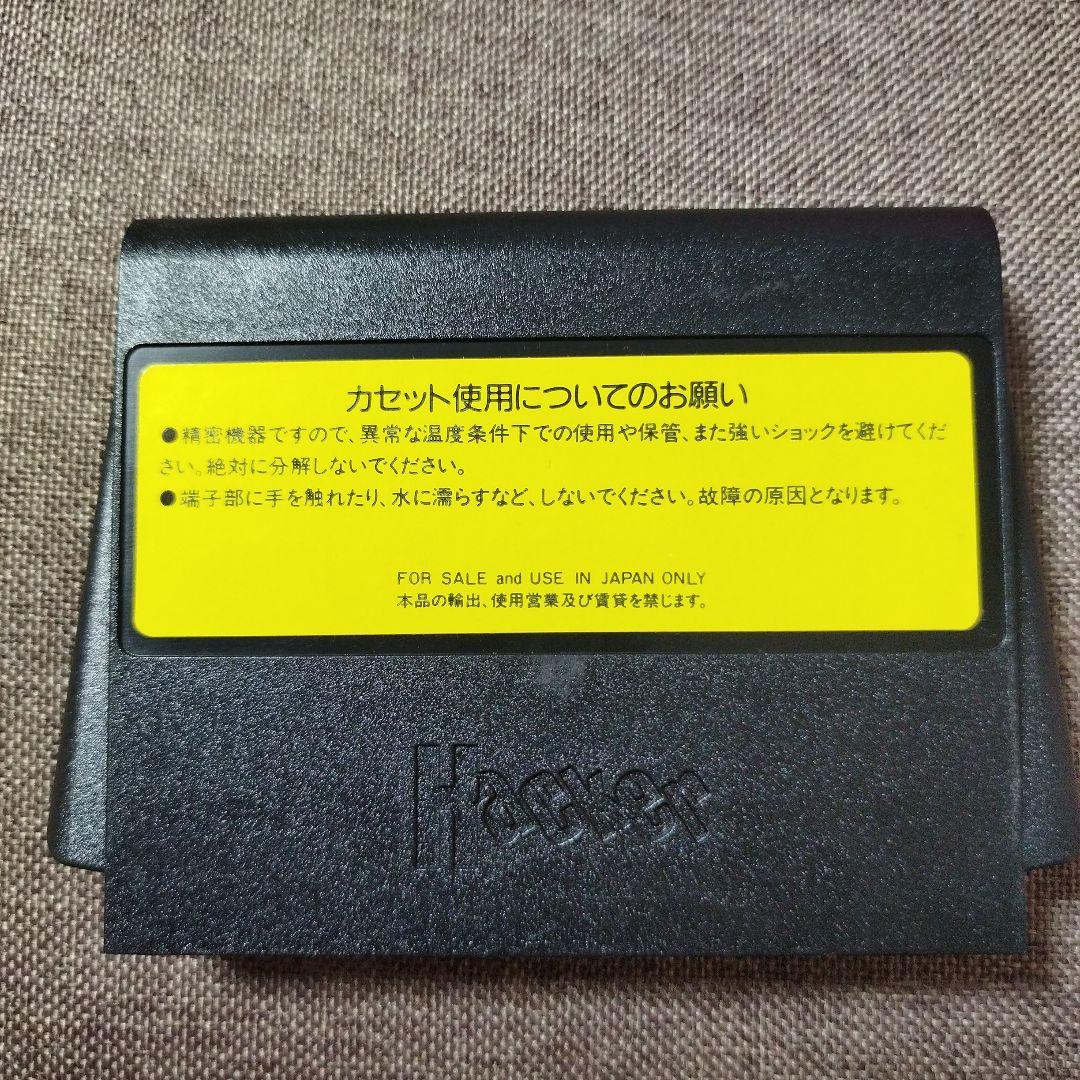 カセット使用についてのお願い
●精密機器ですので、異常な温度条件下での使用や保管、また強いショックを避けてくだ
さい。絶対に分解しないでください。
●端子部に手を触れたり、水に濡らすなど、しないでください。故障の原因となります。
FOR SALE and USE IN JAPAN ONLY
本品の輸出、使用営業及び賃貸を禁じます。
Hacker